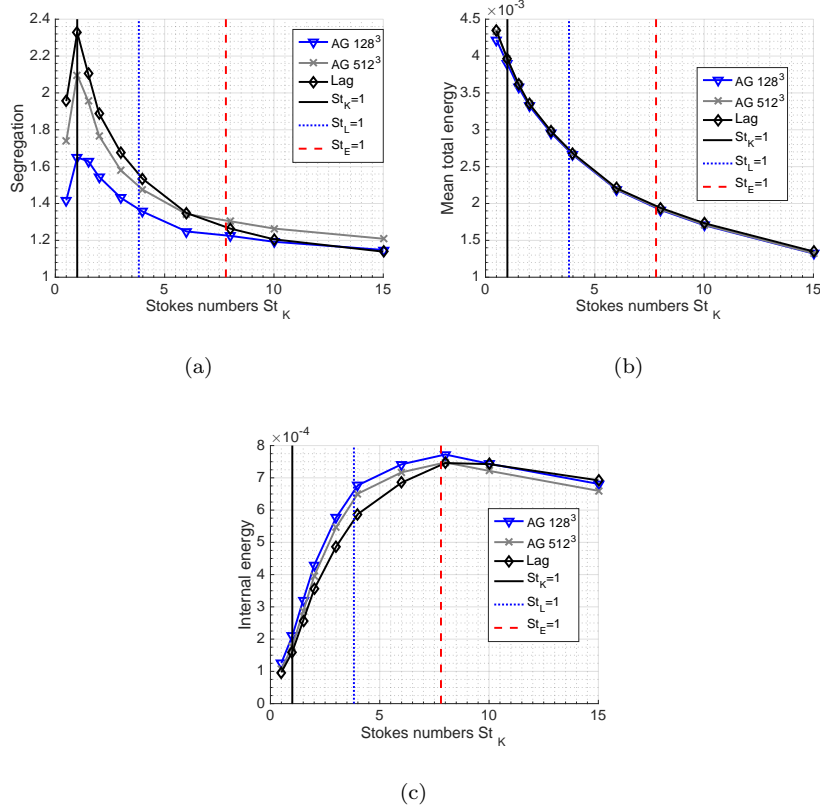 Segregation
2.4
2.2
2
1.8
1.6
1.4
1.2
1
0 5 10 15
Stokes numbers St K
AG 128³
AG 512³
Lag
St_K=1
St_L=1
St_E=1
(a)
×10⁻³
Mean total energy
4.5
4
3.5
3
2.5
2
1.5
1
0 5 10 15
Stokes numbers St K
AG 128³
AG 512³
Lag
St_K=1
St_L=1
St_E=1
(b)
×10⁻⁴
Internal energy
8
7
6
5
4
3
2
1
0
0 5 10 15
Stokes numbers St K
AG 128³
AG 512³
Lag
St_K=1
St_L=1
St_E=1
(c)